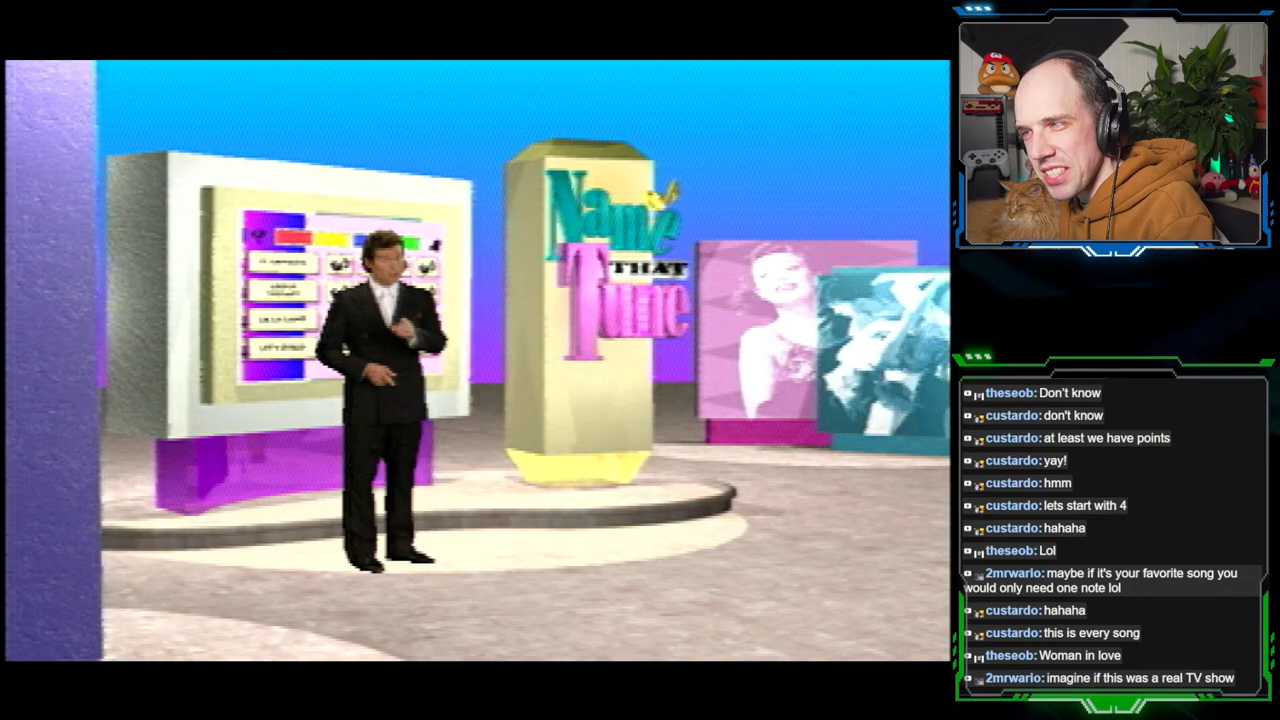 Name
THAT
Tune
theseob: Don't know
custardo: don't know
custardo: at least we have points
custardo: yay!
custardo: hmm
custardo: lets start with 4
custardo: hahaha
theseob: Lol
2mrwario: maybe if it's your favorite song you
would only need one note lol
custardo: hahaha
custardo: this is every song
theseob: Woman in love
2mrwario: imagine if this was a real TV show